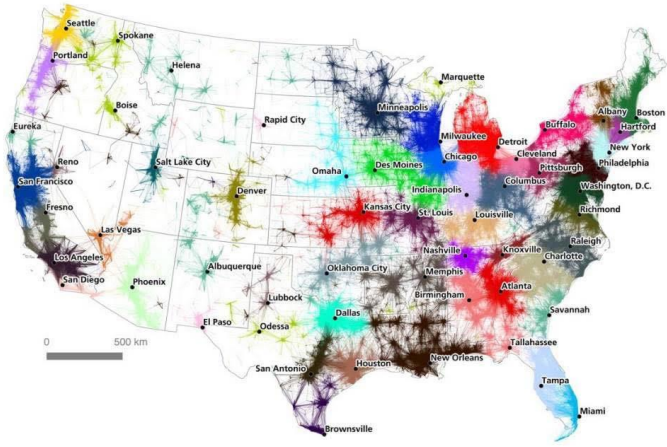 Seattle
Spokane
Portland
Helena
Marquette
Minneapolis
Boise
Rapid City
Albany
Boston
Buffalo
Hartford
Milwaukee
Detroit
Eureka
Cleveland
New York
Chicago
Reno
Salt Lake City
Des Moines
Pittsburgh
Philadelphia
Omaha
San Francisco
Denver
Indianapolis
Columbus
Washington, D.C.
Fresno
Kansas City
St. Louis
Louisville
Richmond
Las Vegas
Raleigh
Nashville
Knoxville
Los Angeles
Charlotte
Albuquerque
Oklahoma City
Memphis
San Diego
Phoenix
Birmingham
Atlanta
Lubbock
Savannah
El Paso
Dallas
Odessa
Tallahassee
0 500 km
New Orleans
San Antonio
Houston
Tampa
Miami
Brownsville